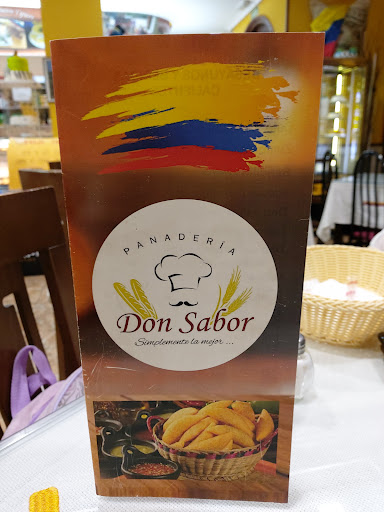 PANADERÍA
Don Sabor
Simplemente la mejor ...